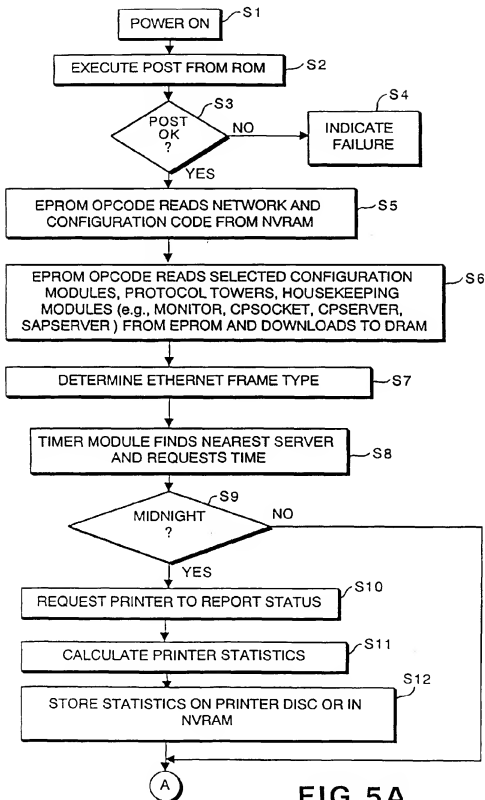 POWER ON
S1
EXECUTE POST FROM ROM
S2
S3
POST
OK
?
NO
S4
INDICATE
FAILURE
YES
EPROM OPCODE READS NETWORK AND
CONFIGURATION CODE FROM NVRAM
S5
EPROM OPCODE READS SELECTED CONFIGURATION
MODULES, PROTOCOL TOWERS, HOUSEKEEPING
MODULES (e.g., MONITOR, CPSOCKET, CPSERVER,
SAPSERVER ) FROM EPROM AND DOWNLOADS TO DRAM
S6
DETERMINE ETHERNET FRAME TYPE
S7
TIMER MODULE FINDS NEAREST SERVER
AND REQUESTS TIME
S8
S9
MIDNIGHT
?
NO
YES
REQUEST PRINTER TO REPORT STATUS
S10
CALCULATE PRINTER STATISTICS
S11
STORE STATISTICS ON PRINTER DISC OR IN
NVRAM
S12
A
FIG. 5A